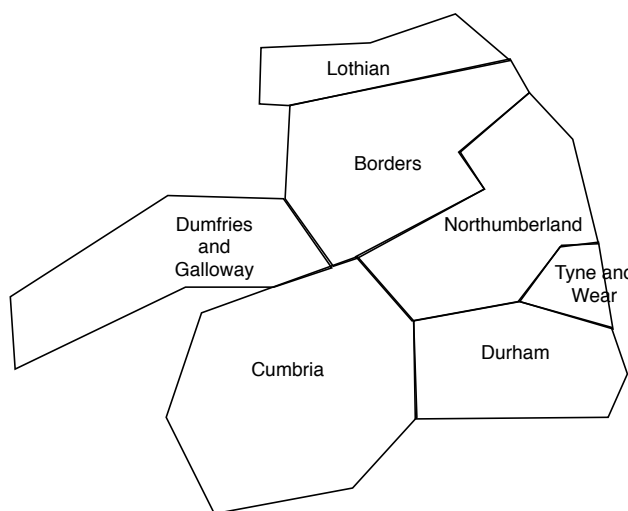 Lothian
Borders
Dumfries
and
Galloway
Northumberland
Tyne and
Wear
Durham
Cumbria